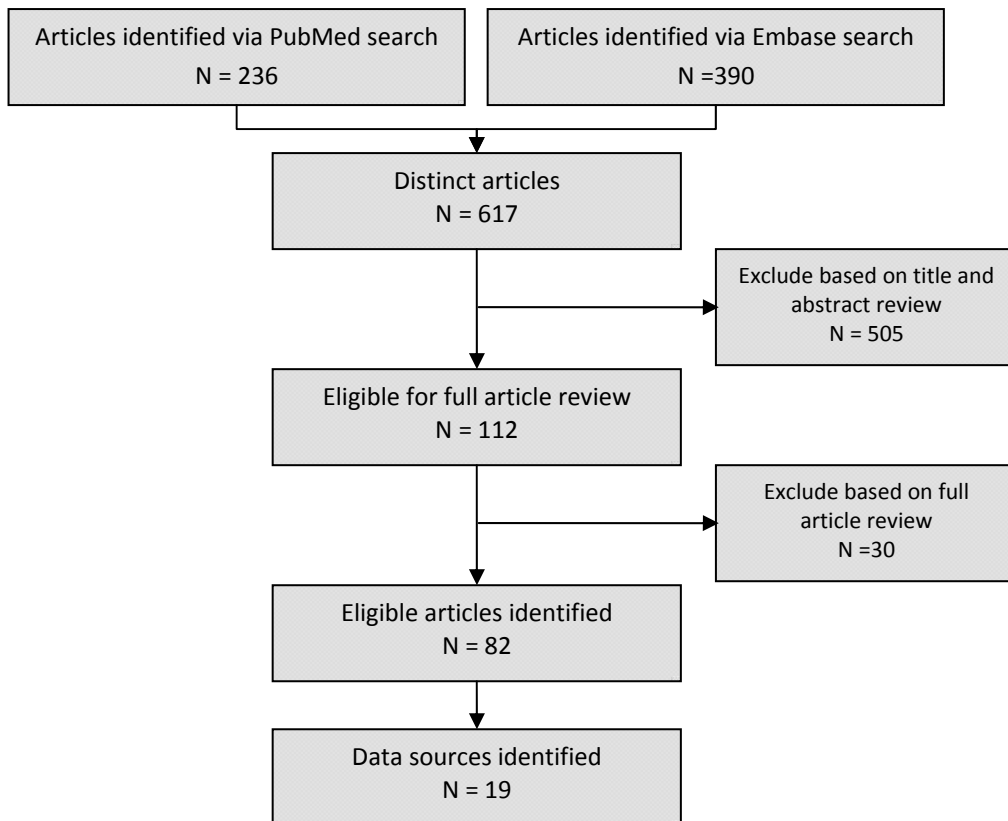 Articles identified via PubMed search
N = 236
Articles identified via Embase search
N =390
Distinct articles
N = 617
Exclude based on title and
abstract review
N = 505
Eligible for full article review
N = 112
Exclude based on full
article review
N =30
Eligible articles identified
N = 82
Data sources identified
N = 19